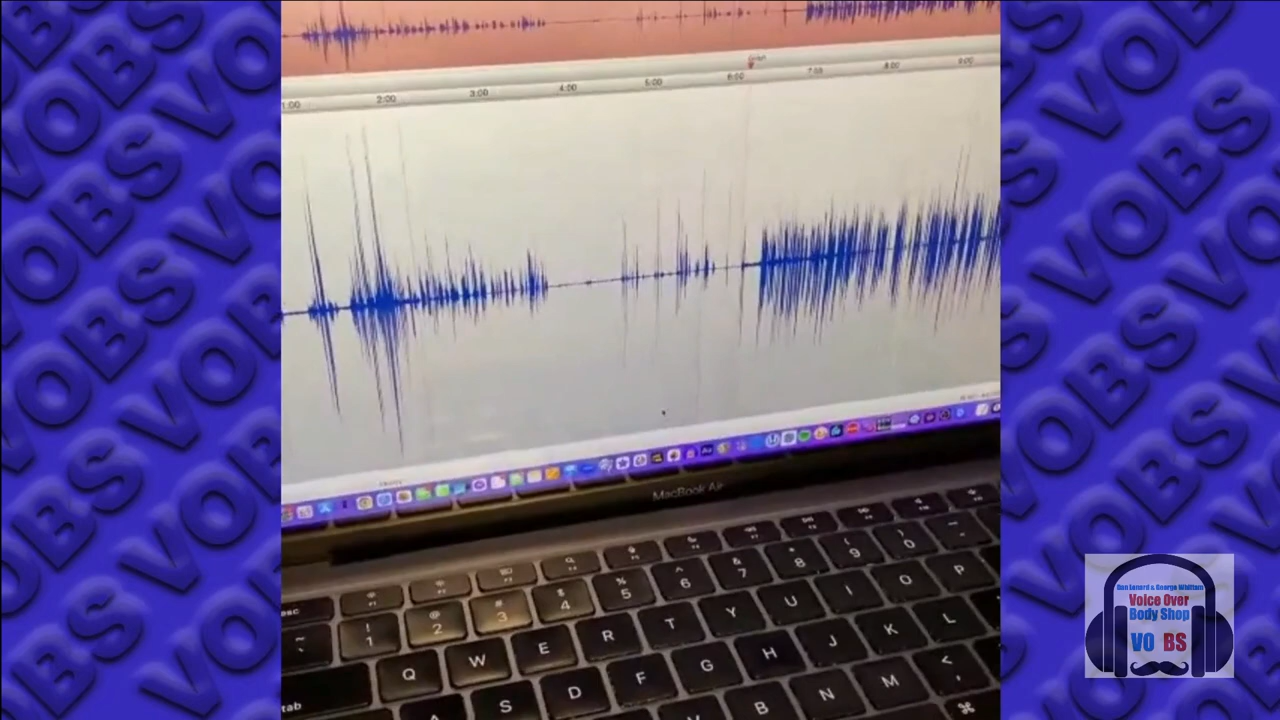 1:00 2:00 3:00 4:00 5:00 6:00 7:00 8:00 9:00
MacBook Air
esc
~ ! 1 @ 2 # 3 $ 4 % 5 ^ 6 & 7 * 8 ( 9 ) 0
tab Q W E R T Y U I O P
A S D F G H J K L
V B N M < , ⌘
VOBS
Dan Lenard & George Whittam
Voice Over
Body Shop
VO BS